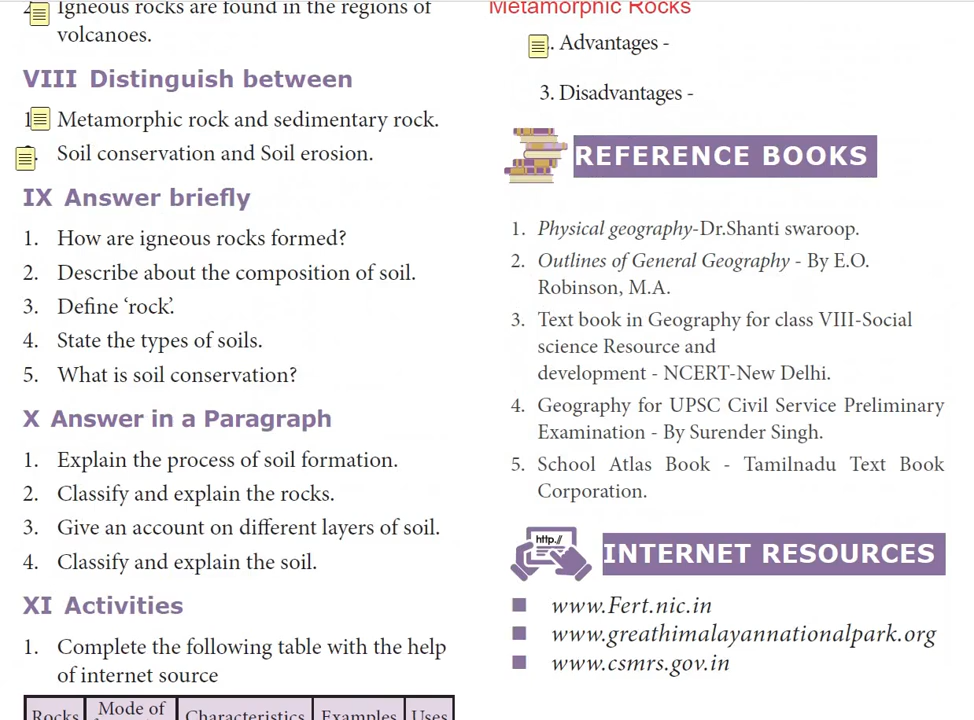 2. Igneous rocks are found in the regions of
volcanoes.
VIII Distinguish between
1. Metamorphic rock and sedimentary rock.
Soil conservation and Soil erosion.
IX Answer briefly
1. How are igneous rocks formed?
2. Describe about the composition of soil.
3. Define ‘rock’.
4. State the types of soils.
5. What is soil conservation?
X Answer in a Paragraph
1. Explain the process of soil formation.
2. Classify and explain the rocks.
3. Give an account on different layers of soil.
4. Classify and explain the soil.
XI Activities
1. Complete the following table with the help
of internet source
Rocks Mode of Characteristics Examples Uses
Metamorphic Rocks
. Advantages -
3. Disadvantages -
REFERENCE BOOKS
1. Physical geography-Dr.Shanti swaroop.
2. Outlines of General Geography - By E.O.
Robinson, M.A.
3. Text book in Geography for class VIII-Social
science Resource and
development - NCERT-New Delhi.
4. Geography for UPSC Civil Service Preliminary
Examination - By Surender Singh.
5. School Atlas Book - Tamilnadu Text Book
Corporation.
http://
INTERNET RESOURCES
www.Fert.nic.in
www.greathimalayannationalpark.org
www.csmrs.gov.in